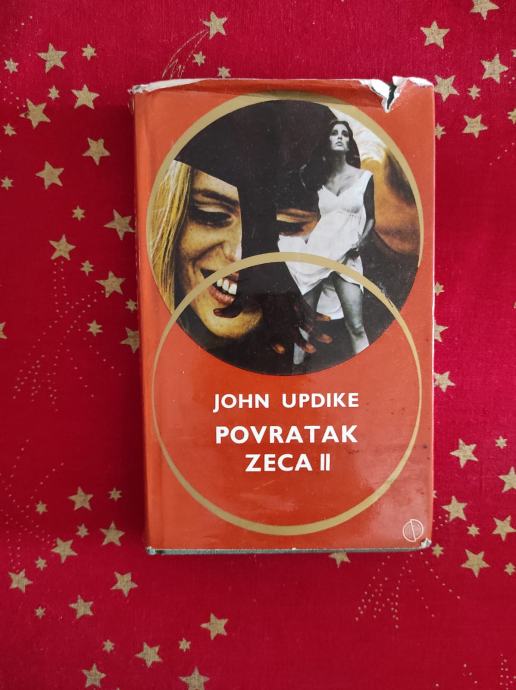 JOHN UPDIKE
POVRATAK
ZECA II